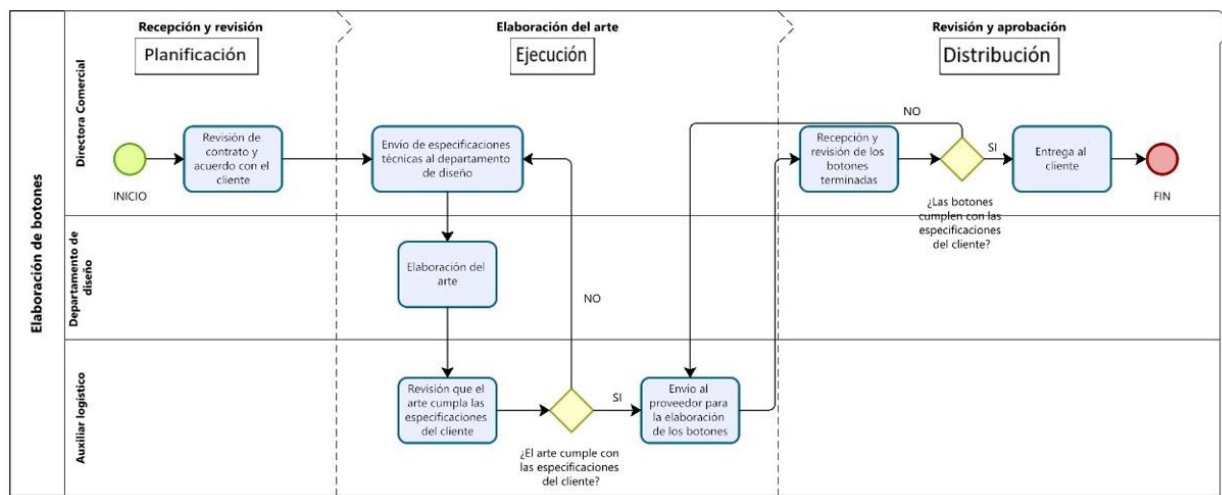 Elaboración de botones
Recepción y revisión
Planificación
Elaboración del arte
Ejecución
Revisión y aprobación
Distribución
Directora Comercial
INICIO
Revisión de
contrato y
acuerdo con el
cliente
Envío de especificaciones
técnicas al departamento
de diseño
Recepción y
revisión de los
botones
terminadas
NO
SI
¿Las botones
cumplen con las
especificaciones
del cliente?
Entrega al
cliente
FIN
Departamento de
diseño
Elaboración del
arte
NO
Auxiliar logístico
Revisión que el
arte cumpla las
especificaciones
del cliente
¿El arte cumple con
las especificaciones
del cliente?
SI
Envío al
proveedor para
la elaboración
de los botones